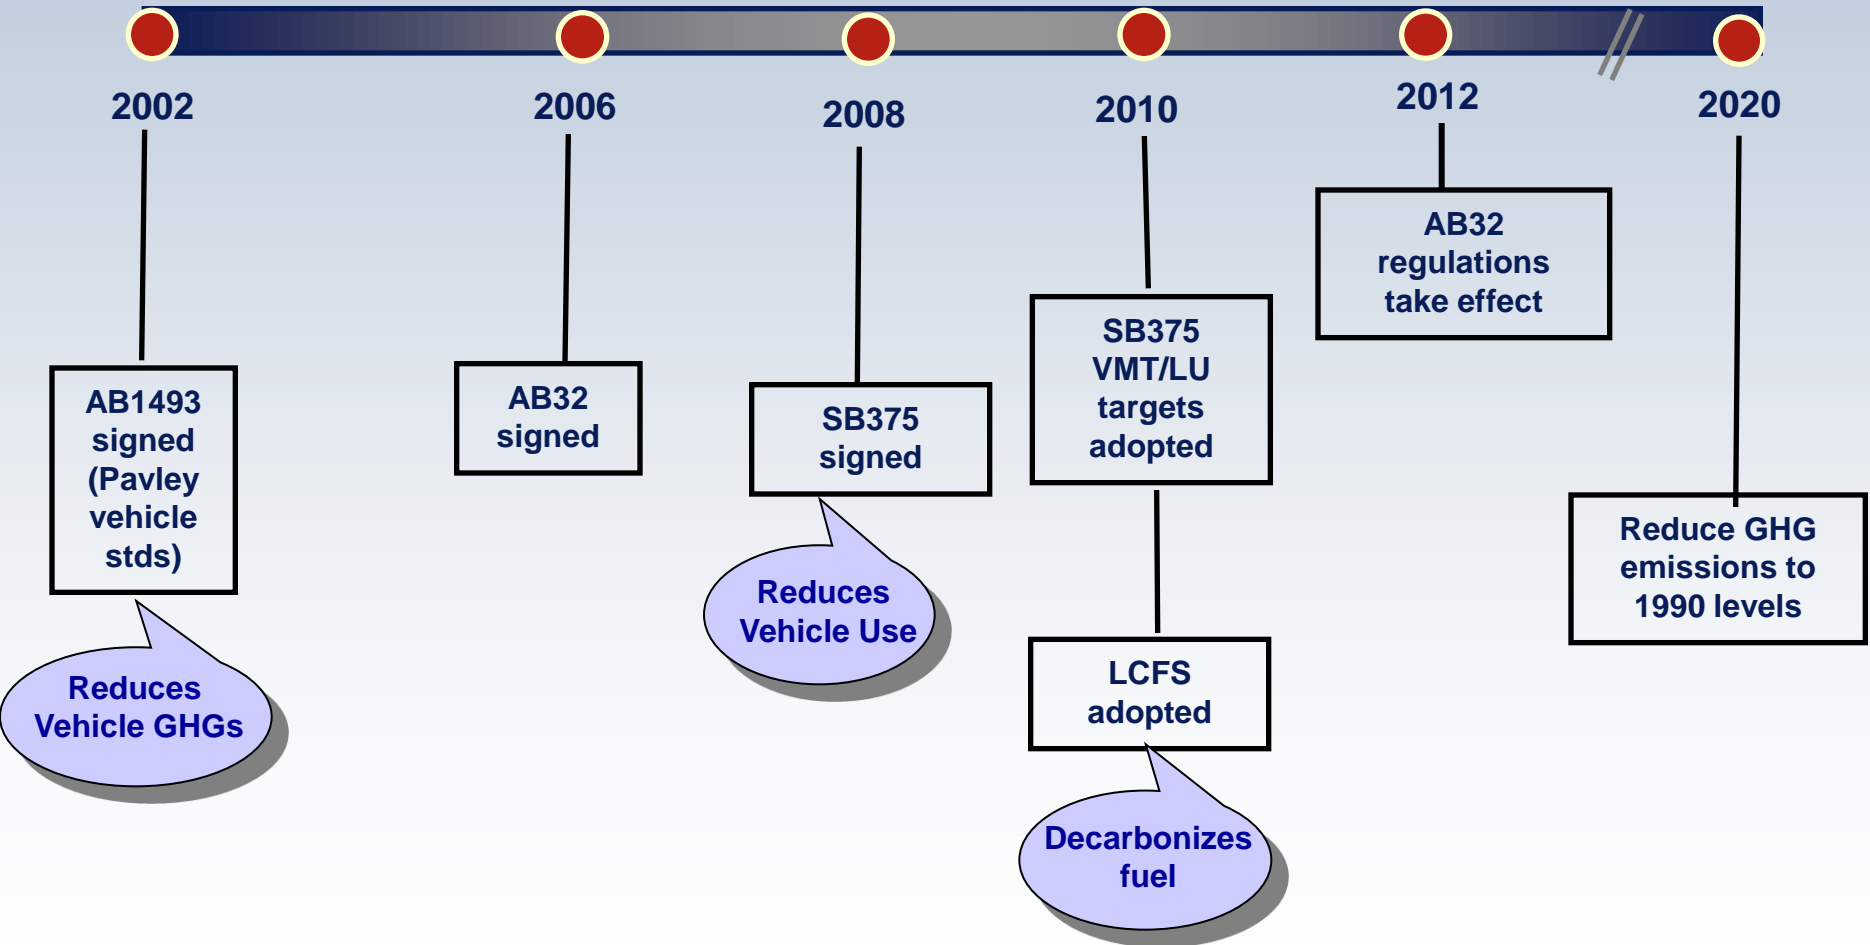 2002
2006
2008
2010
2012
2020
AB1493
signed
(Pavley
vehicle
stds)
Reduces
Vehicle GHGs
AB32
signed
SB375
signed
Reduces
Vehicle Use
SB375
VMT/LU
targets
adopted
LCFS
adopted
Decarbonizes
fuel
AB32
regulations
take effect
Reduce GHG
emissions to
1990 levels